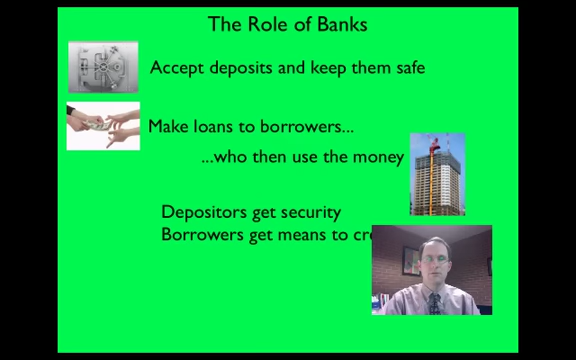 The Role of Banks
Accept deposits and keep them safe
Make loans to borrowers...
...who then use the money
Depositors get security
Borrowers get means to